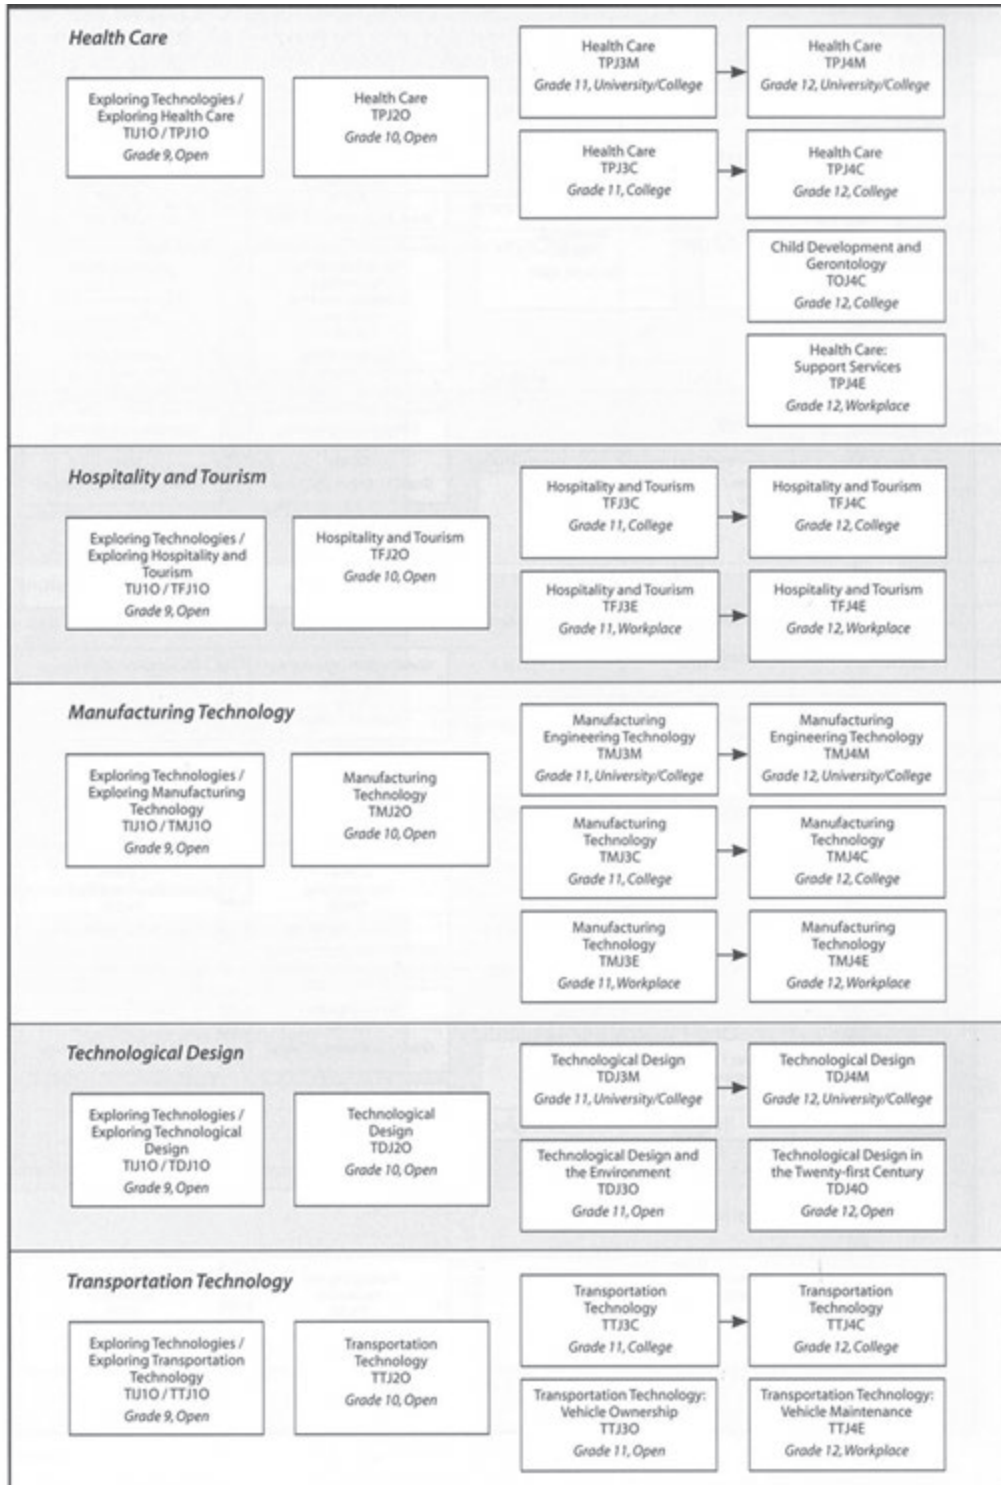 Health Care
Exploring Technologies /
Exploring Health Care
TIJ1O / TPJ1O
Grade 9, Open
Health Care
TPJ2O
Grade 10, Open
Health Care
TPJ3M
Grade 11, University/College
Health Care
TPJ4M
Grade 12, University/College
Health Care
TPJ3C
Grade 11, College
Health Care
TPJ4C
Grade 12, College
Child Development and
Gerontology
TOJ4C
Grade 12, College
Health Care:
Support Services
TPJ4E
Grade 12, Workplace
Hospitality and Tourism
Exploring Technologies /
Exploring Hospitality and
Tourism
TIJ1O / TFJ1O
Grade 9, Open
Hospitality and Tourism
TFJ2O
Grade 10, Open
Hospitality and Tourism
TFJ3C
Grade 11, College
Hospitality and Tourism
TFJ4C
Grade 12, College
Hospitality and Tourism
TFJ3E
Grade 11, Workplace
Hospitality and Tourism
TFJ4E
Grade 12, Workplace
Manufacturing Technology
Exploring Technologies /
Exploring Manufacturing
Technology
TIJ1O / TMJ1O
Grade 9, Open
Manufacturing
Technology
TMJ2O
Grade 10, Open
Manufacturing
Engineering Technology
TMJ3M
Grade 11, University/College
Manufacturing
Engineering Technology
TMJ4M
Grade 12, University/College
Manufacturing
Technology
TMJ3C
Grade 11, College
Manufacturing
Technology
TMJ4C
Grade 12, College
Manufacturing
Technology
TMJ3E
Grade 11, Workplace
Manufacturing
Technology
TMJ4E
Grade 12, Workplace
Technological Design
Exploring Technologies /
Exploring Technological
Design
TIJ1O / TDJ1O
Grade 9, Open
Technological
Design
TDJ2O
Grade 10, Open
Technological Design
TDJ3M
Grade 11, University/College
Technological Design
TDJ4M
Grade 12, University/College
Technological Design and
the Environment
TDJ3O
Grade 11, Open
Technological Design in
the Twenty-first Century
TDJ4O
Grade 12, Open
Transportation Technology
Exploring Technologies /
Exploring Transportation
Technology
TIJ1O / TTJ1O
Grade 9, Open
Transportation
Technology
TTJ2O
Grade 10, Open
Transportation
Technology
TTJ3C
Grade 11, College
Transportation
Technology
TTJ4C
Grade 12, College
Transportation Technology:
Vehicle Ownership
TTJ3O
Grade 11, Open
Transportation Technology:
Vehicle Maintenance
TTJ4E
Grade 12, Workplace